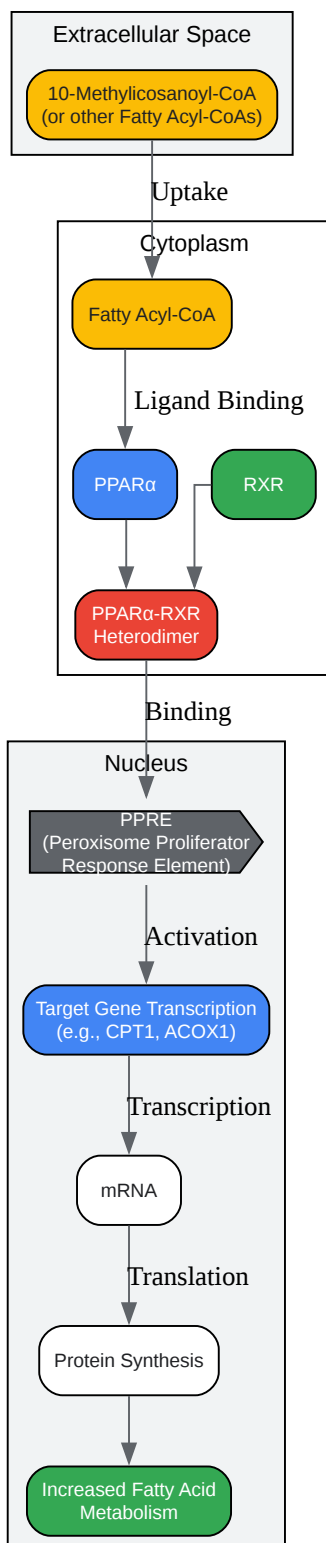 Extracellular Space
10-Methylicosanoyl-CoA
(or other Fatty Acyl-CoAs)
Uptake
Cytoplasm
Fatty Acyl-CoA
Ligand Binding
PPARα
RXR
PPARα-RXR
Heterodimer
Binding
Nucleus
PPRE
(Peroxisome Proliferator
Response Element)
Activation
Target Gene Transcription
(e.g., CPT1, ACOX1)
Transcription
mRNA
Translation
Protein Synthesis
Increased Fatty Acid
Metabolism